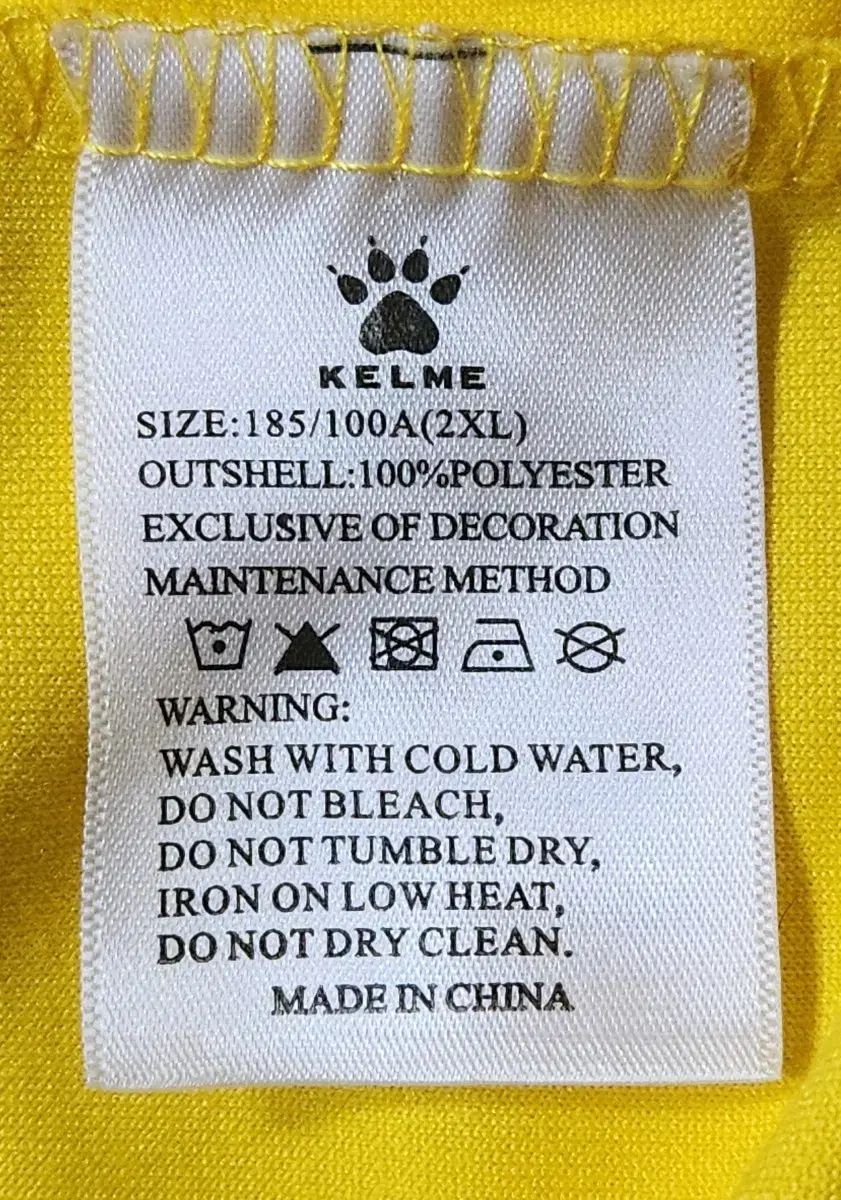 KELME
SIZE:185/100A(2XL)
OUTSHELL:100%POLYESTER
EXCLUSIVE OF DECORATION
MAINTENANCE METHOD
WARNING:
WASH WITH COLD WATER,
DO NOT BLEACH,
DO NOT TUMBLE DRY,
IRON ON LOW HEAT,
DO NOT DRY CLEAN.
MADE IN CHINA